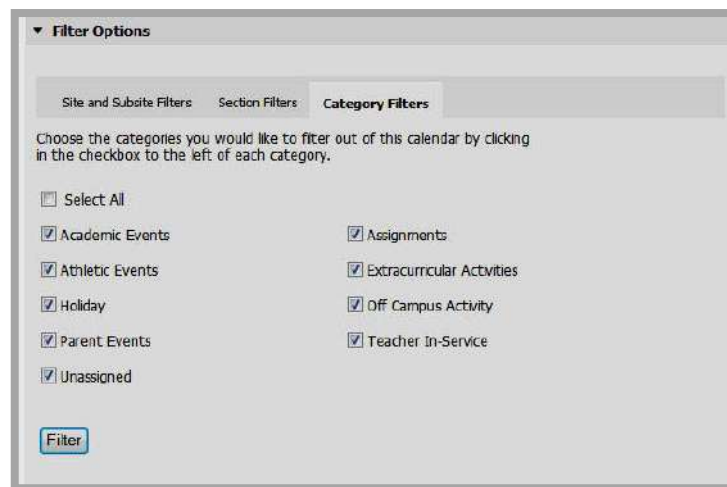 Filter Options
Site and Subsite Filters Section Filters Category Filters
Choose the categories you would like to filter out of this calendar by clicking
in the checkbox to the left of each category.
Select All
Academic Events Assignments
Athletic Events Extracurricular Activities
Holiday Off Campus Activity
Parent Events Teacher In-Service
Unassigned
Filter